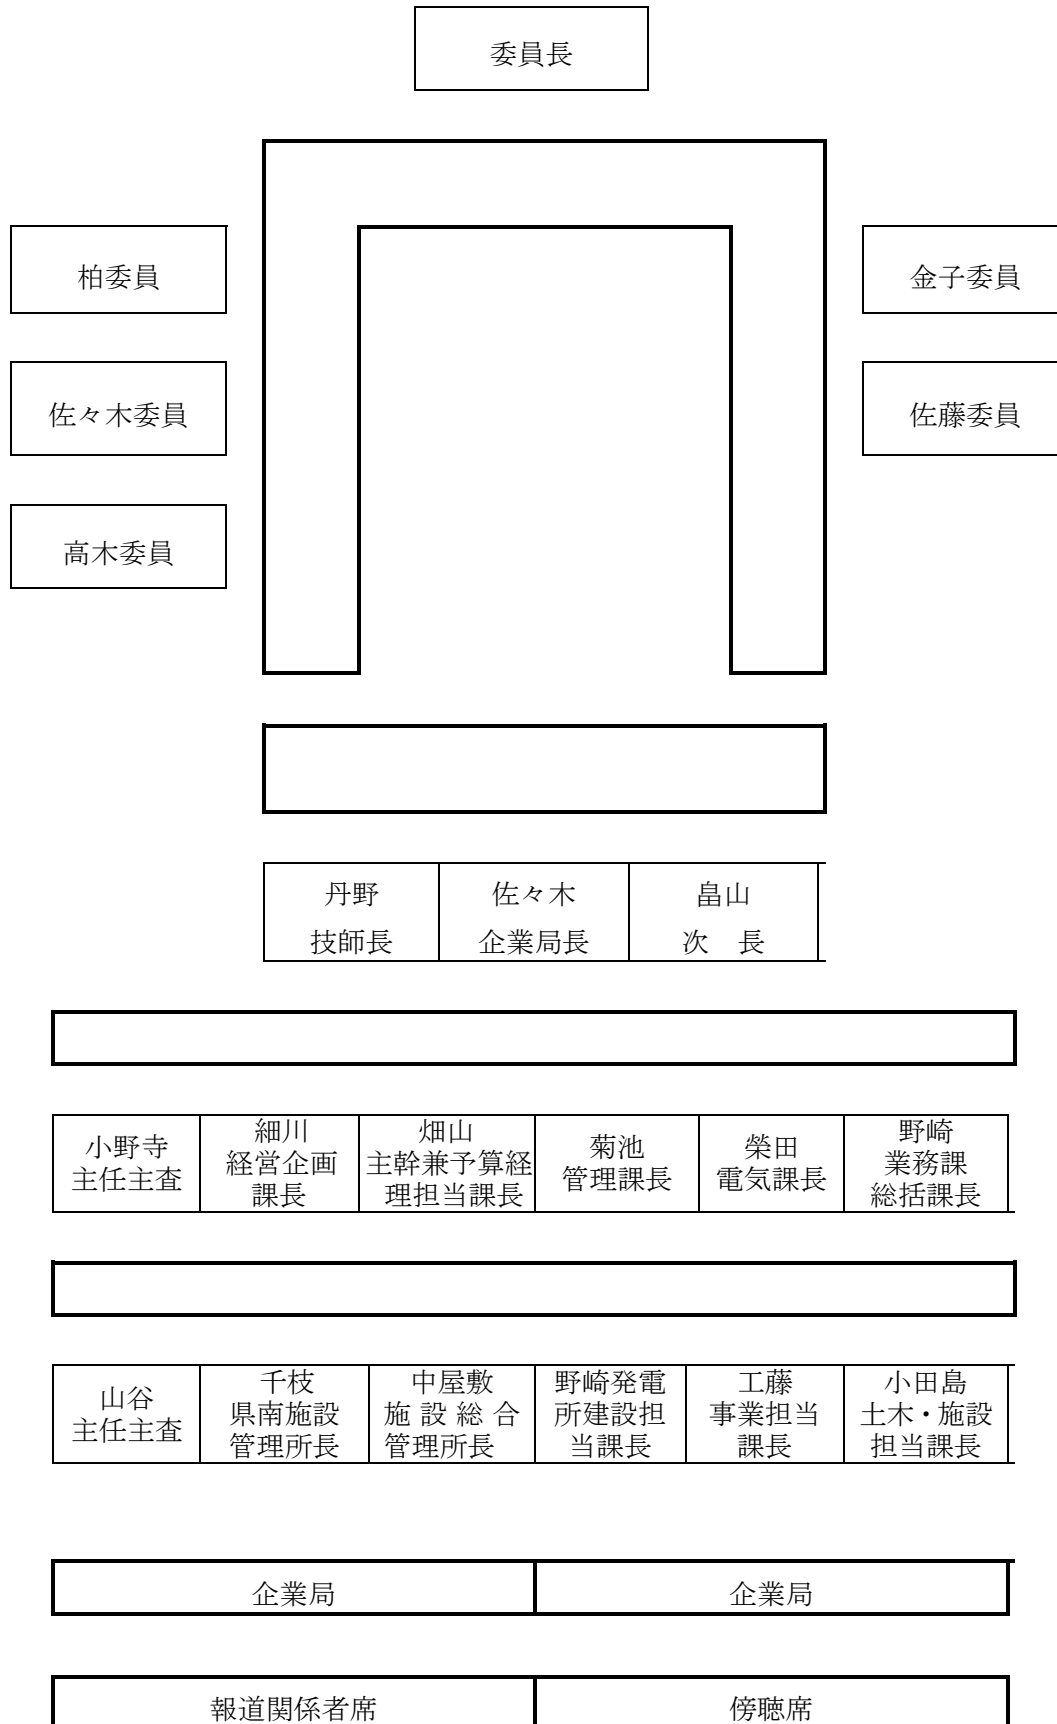 委員長
柏委員
金子委員
佐々木委員
佐藤委員
高木委員
丹野
技師長
佐々木
企業局長
畠山
次　長
小野寺
主任主査
細川
経営企画
課長
畑山
主幹兼予算経
理担当課長
菊池
管理課長
榮田
電気課長
野崎
業務課
総括課長
山谷
主任主査
千枝
県南施設
管理所長
中屋敷
施 設 総 合
管理所長
野崎発電
所建設担
当課長
工藤
事業担当
課長
小田島
土木・施設
担当課長
企業局
企業局
報道関係者席
傍聴席